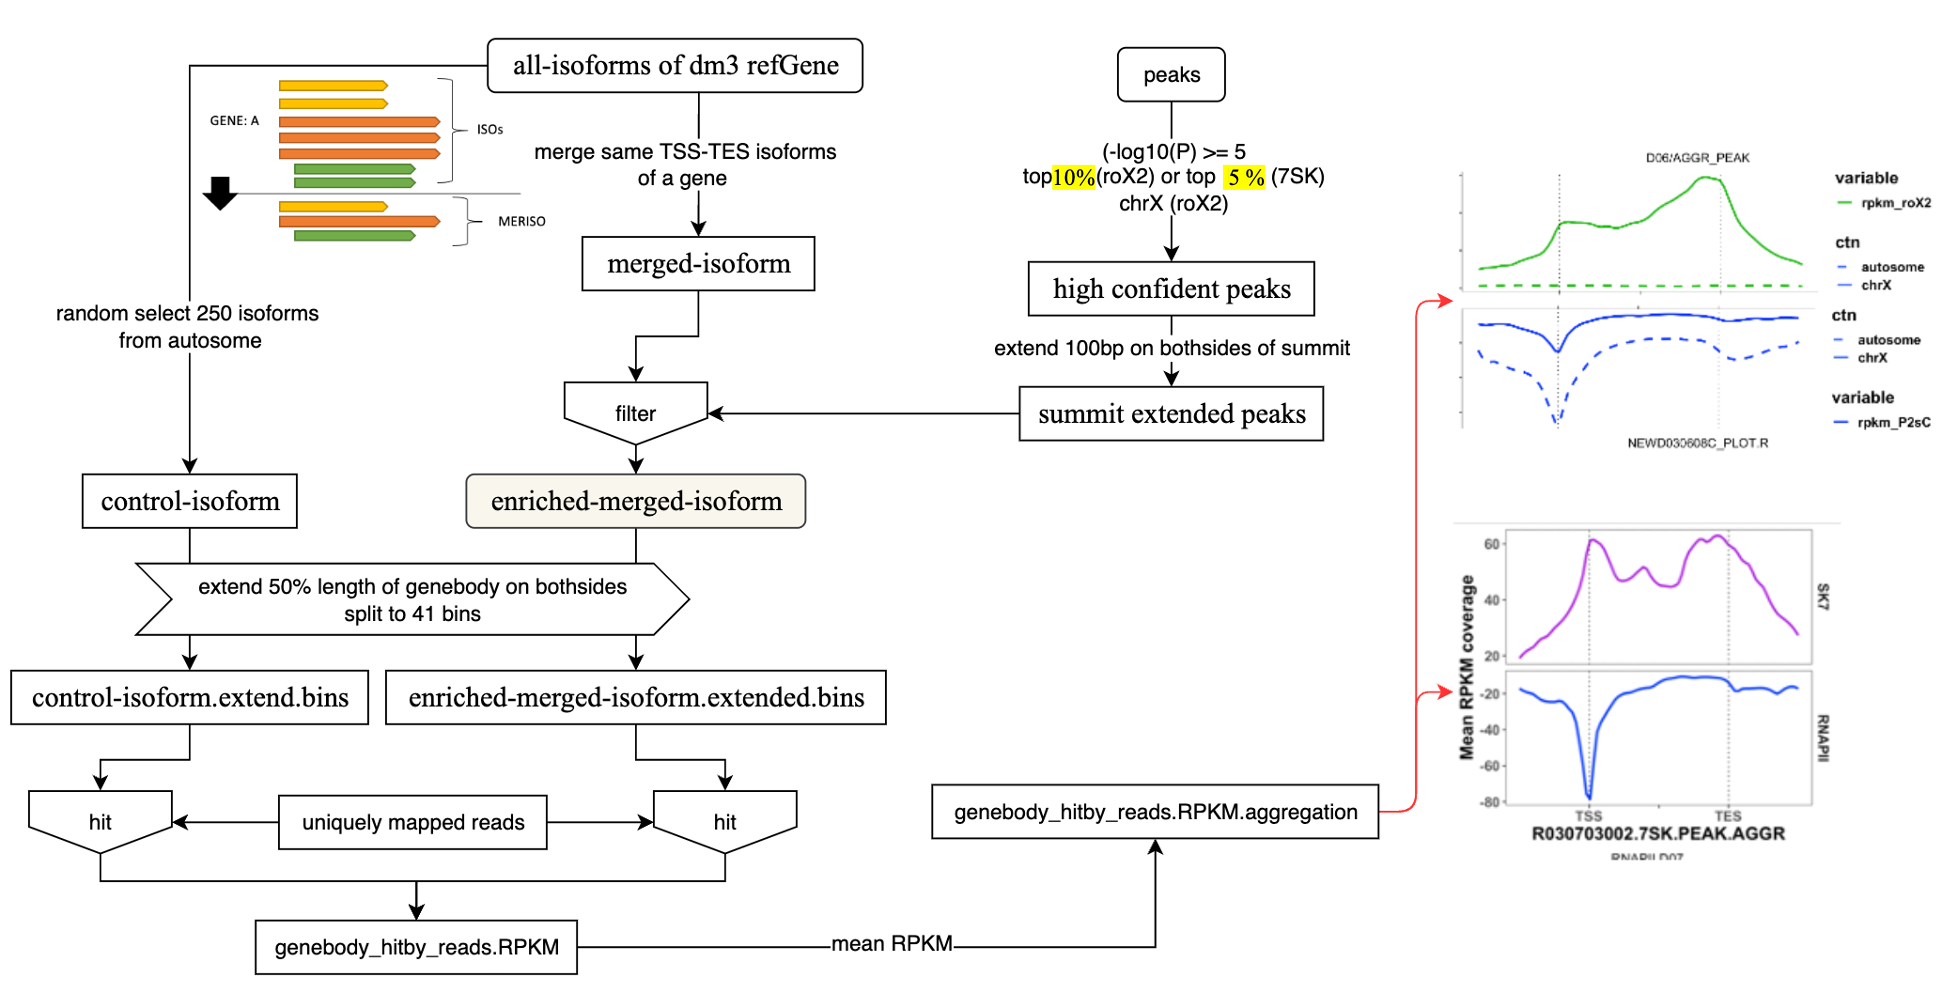 all-isoforms of dm3 refGene
GENE: A
ISOs
MERISO
merge same TSS-TES isoforms
of a gene
merged-isoform
random select 250 isoforms
from autosome
peaks
(-log10(P) >= 5
top10%(roX2) or top 5 % (7SK)
chrX (roX2)
high confident peaks
extend 100bp on bothsides of summit
summit extended peaks
filter
control-isoform
enriched-merged-isoform
extend 50% length of genebody on bothsides
split to 41 bins
control-isoform.extend.bins
enriched-merged-isoform.extended.bins
hit
uniquely mapped reads
hit
genebody_hitby_reads.RPKM
mean RPKM
genebody_hitby_reads.RPKM.aggregation
D06/AGGR_PEAK
variable
rpkm_roX2
ctn
autosome
chrX
ctn
autosome
chrX
variable
rpkm_P2sC
NEWD030608C_PLOT.R
Mean RPKM coverage
60
40
20
SK7
-20
-40
-60
-80
RNAPII
TSS
TES
R030703002.7SK.PEAK.AGGR